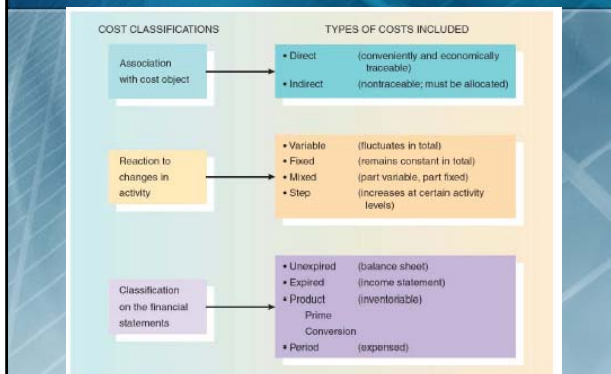 COST CLASSIFICATIONS
TYPES OF COSTS INCLUDED
Association
with cost object
• Direct (conveniently and economically
traceable)
• Indirect (nontraceable; must be allocated)
Reaction to
changes in
activity
• Variable (fluctuates in total)
• Fixed (remains constant in total)
• Mixed (part variable, part fixed)
• Step (increases at certain activity
levels)
Classification
on the financial
statements
• Unexpired (balance sheet)
• Expired (income statement)
• Product (inventoriable)
Prime
Conversion
• Period (expensed)